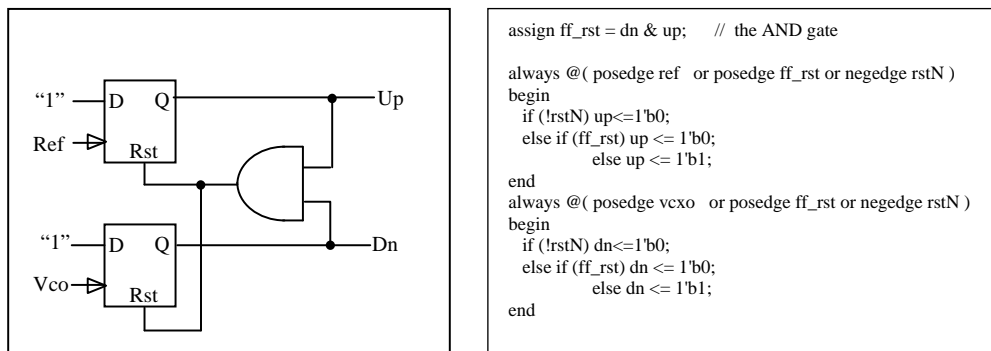 “1”
D
Q
Up
Ref
Rst
“1”
D
Q
Dn
Vco
Rst
assign ff_rst = dn & up; // the AND gate
always @( posedge ref or posedge ff_rst or negedge rstN )
begin
if (!rstN) up<=1'b0;
else if (ff_rst) up <= 1'b0;
else up <= 1'b1;
end
always @( posedge vcxo or posedge ff_rst or negedge rstN )
begin
if (!rstN) dn<=1'b0;
else if (ff_rst) dn <= 1'b0;
else dn <= 1'b1;
end